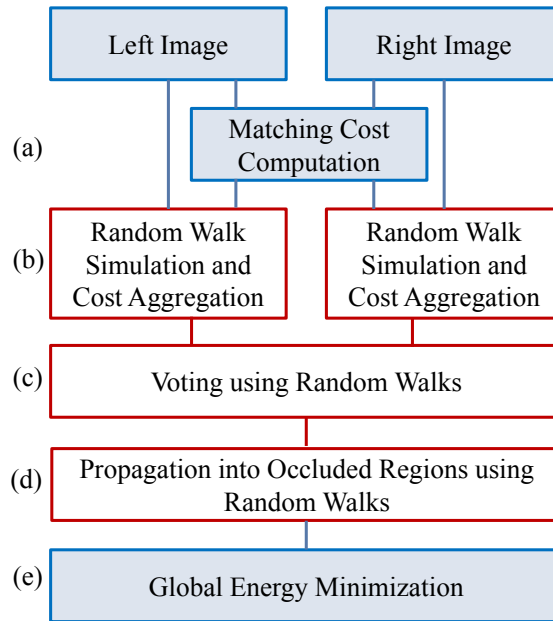 Left Image
Right Image
(a)
Matching Cost
Computation
(b)
Random Walk
Simulation and
Cost Aggregation
Random Walk
Simulation and
Cost Aggregation
(c)
Voting using Random Walks
(d)
Propagation into Occluded Regions using
Random Walks
(e)
Global Energy Minimization